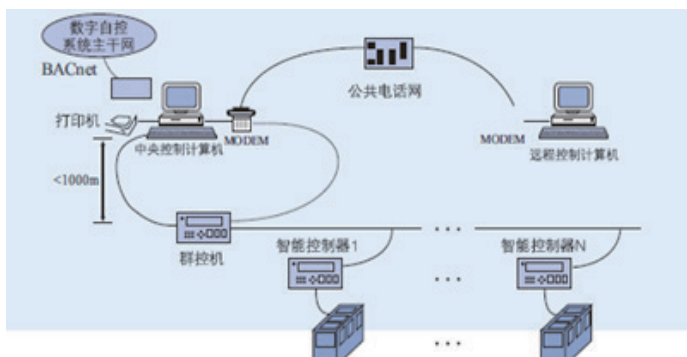 数字自控
系统主干网
BACnet
打印机
中央控制计算机
MODEM
公共电话网
MODEM
远程控制计算机
<1000m
群控机
智能控制器1
智能控制器N